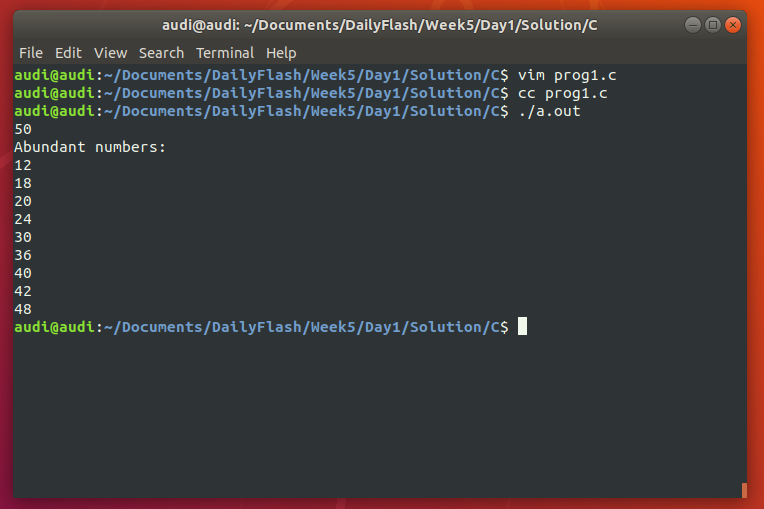 audi@audi: ~/Documents/DailyFlash/Week5/Day1/Solution/C
File Edit View Search Terminal Help
audi@audi:~/Documents/DailyFlash/Week5/Day1/Solution/C$ vim prog1.c
audi@audi:~/Documents/DailyFlash/Week5/Day1/Solution/C$ cc prog1.c
audi@audi:~/Documents/DailyFlash/Week5/Day1/Solution/C$ ./a.out
50
Abundant numbers:
12
18
20
24
30
36
40
42
48
audi@audi:~/Documents/DailyFlash/Week5/Day1/Solution/C$